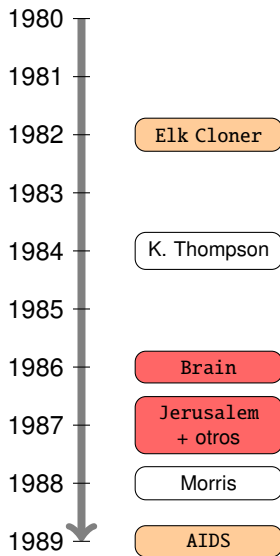 1980
1981
1982
Elk Cloner
1983
1984
K. Thompson
1985
1986
Brain
1987
Jerusalem
+ otros
1988
Morris
1989
AIDS